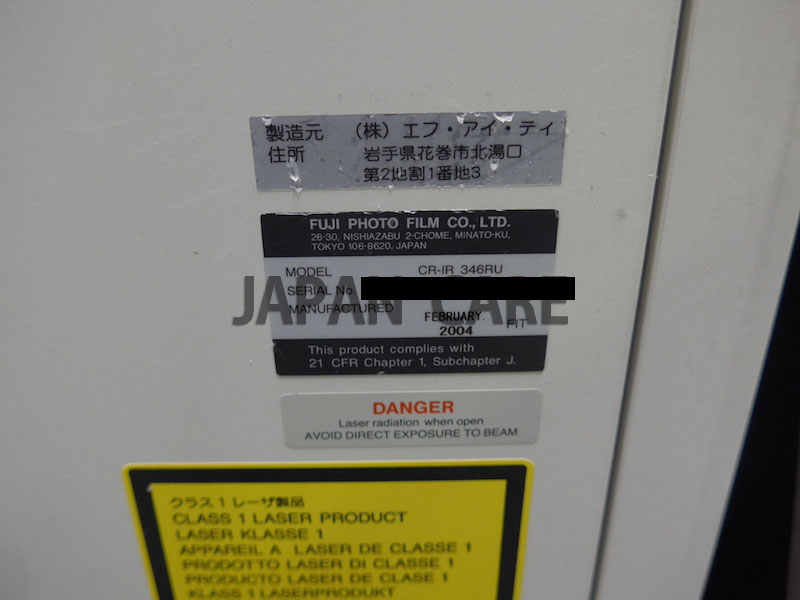 製造元 (株) エフ・アイ・ティ
住所 岩手県花巻市北湯口
第2地割1番地3
FUJI PHOTO FILM CO., LTD.
26-30, NISHIAZABU 2-CHOME, MINATO-KU,
TOKYO 106-8620, JAPAN
MODEL CR-IR 346RU
SERIAL No.
JAPAN CARE
MANUFACTURED FEBRUARY. 2004 FiT
This product complies with
21 CFR Chapter 1, Subchapter J.
DANGER
Laser radiation when open
AVOID DIRECT EXPOSURE TO BEAM
クラス1レーザ製品
CLASS 1 LASER PRODUCT
LASER KLASSE 1
APPAREIL A LASER DE CLASSE 1
PRODOTTO LASER DI CLASSE 1
PRODUCTO LASER DE CLASE 1
KLASS 1 LASERPRODUKT